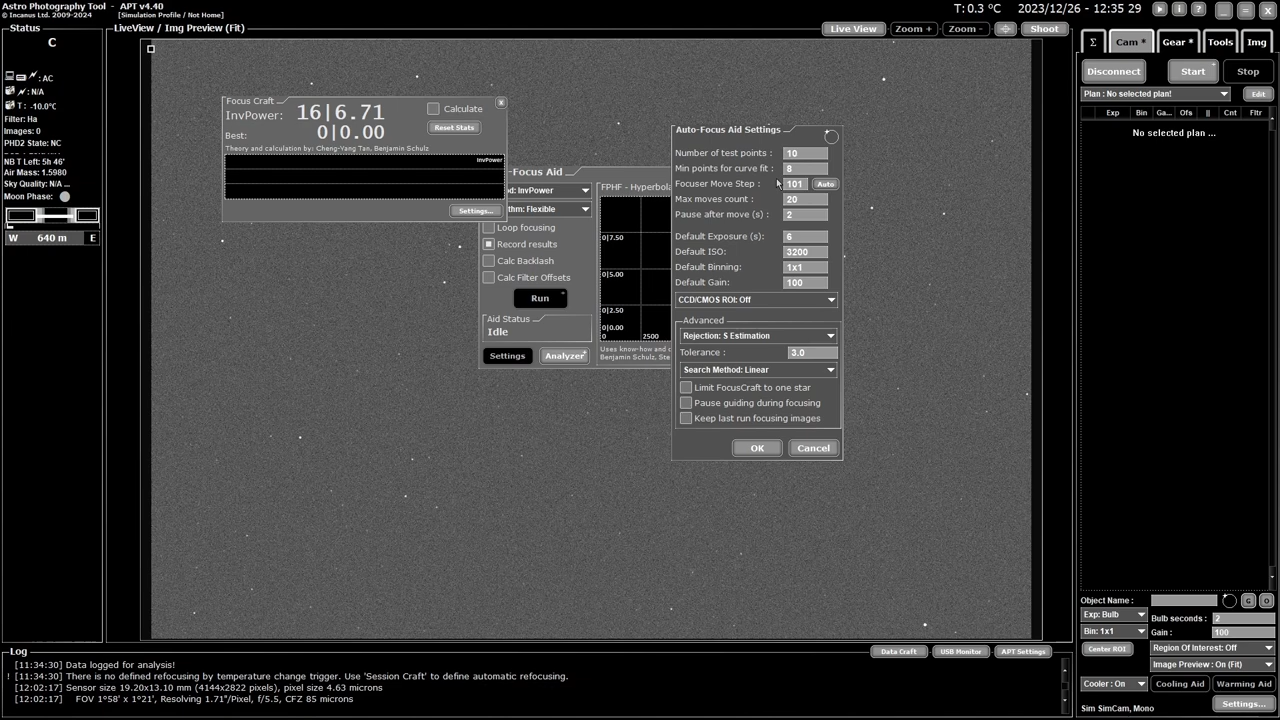 Astro Photography Tool - APT v4.40
© Incanus Ltd. 2009-2024 [Simulation Profile / Not Home]
T: 0.3 °C 2023/12/26 - 12:35 29
Status
C
: AC
: N/A
T : -10.0°C
Filter: Ha
Images: 0
PHD2 State: NC
NB T Left: 5h 46'
Air Mass: 1.5980
Sky Quality: N/A ...
Moon Phase:
W 640 m E
LiveView / Img Preview (Fit)
Live View Zoom + Zoom - Shoot
Focus Craft
InvPower: 16|6.71
Best: 0|0.00
Calculate
Reset Stats
Theory and calculation by: Cheng-Yang Tan, Benjamin Schulz
InvPower
Settings...
-Focus Aid
d: InvPower
thm: Flexible
Loop focusing
Record results
Calc Backlash
Calc Filter Offsets
Run
Aid Status
Idle
Settings Analyzer
FPHF - Hyperbola
0|7.50
0|5.00
0|2.50
0|0.00
0 2500
Uses know-how and c
Benjamin Schulz, Ste
Auto-Focus Aid Settings
Number of test points : 10
Min points for curve fit : 8
Focuser Move Step : 101 Auto
Max moves count : 20
Pause after move (s) : 2
Default Exposure (s): 6
Default ISO: 3200
Default Binning: 1x1
Default Gain: 100
CCD/CMOS ROI: Off
Advanced
Rejection: S Estimation
Tolerance : 3.0
Search Method: Linear
Limit FocusCraft to one star
Pause guiding during focusing
Keep last run focusing images
OK Cancel
Σ Cam * Gear * Tools Img
Disconnect Start Stop
Plan : No selected plan! Edit
Exp Bin Ga... Ofs || Cnt Fltr
No selected plan ...
Object Name :
Exp: Bulb Bulb seconds : 2
Bin: 1x1 Gain : 100
Center ROI Region Of Interest: Off
Image Preview : On (Fit)
Cooler : On Cooling Aid Warming Aid
Sim SimCam, Mono Settings...
Log
Data Craft USB Monitor APT Settings
[11:34:30] Data logged for analysis!
! [11:34:30] There is no defined refocusing by temperature change trigger. Use 'Session Craft' to define automatic refocusing.
[12:02:17] Sensor size 19.20x13.10 mm (4144x2822 pixels), pixel size 4.63 microns
[12:02:17] FOV 1°58' x 1°21', Resolving 1.71"/Pixel, f/5.5, CFZ 85 microns